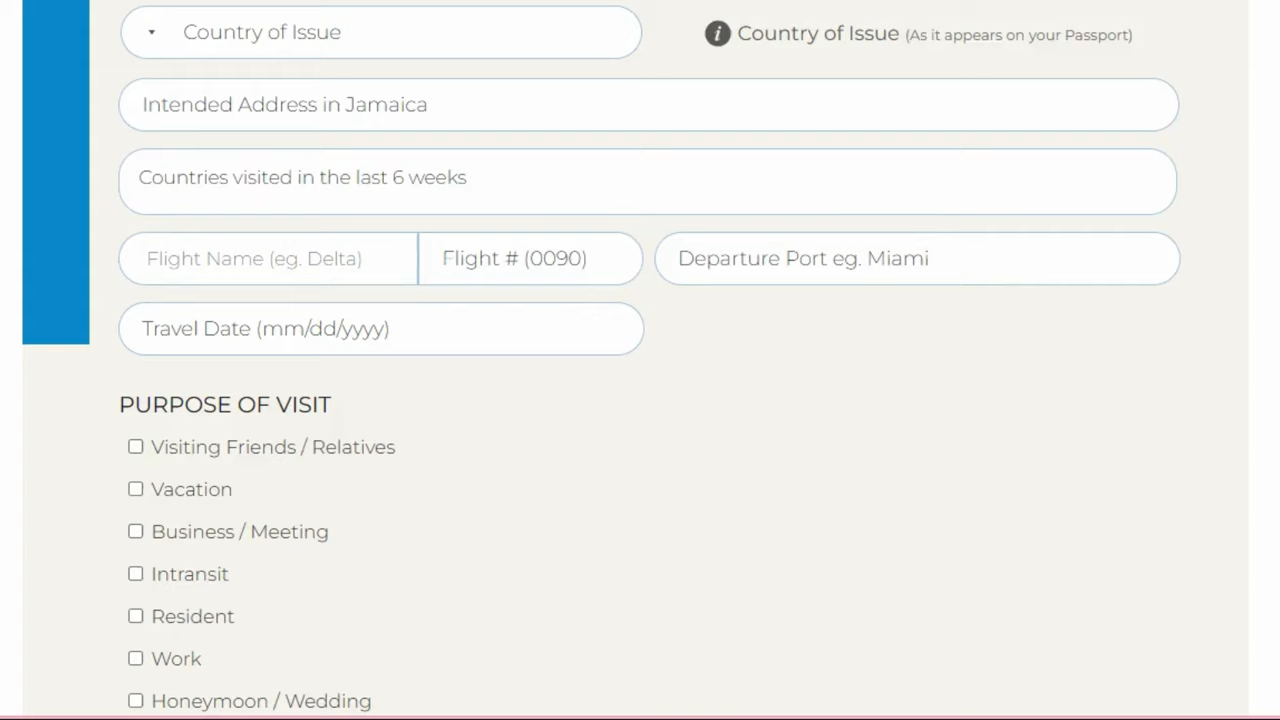 Country of Issue
i Country of Issue (As it appears on your Passport)
Intended Address in Jamaica
Countries visited in the last 6 weeks
Flight Name (eg. Delta) Flight # (0090) Departure Port eg. Miami
Travel Date (mm/dd/yyyy)
PURPOSE OF VISIT
Visiting Friends / Relatives
Vacation
Business / Meeting
Intransit
Resident
Work
Honeymoon / Wedding